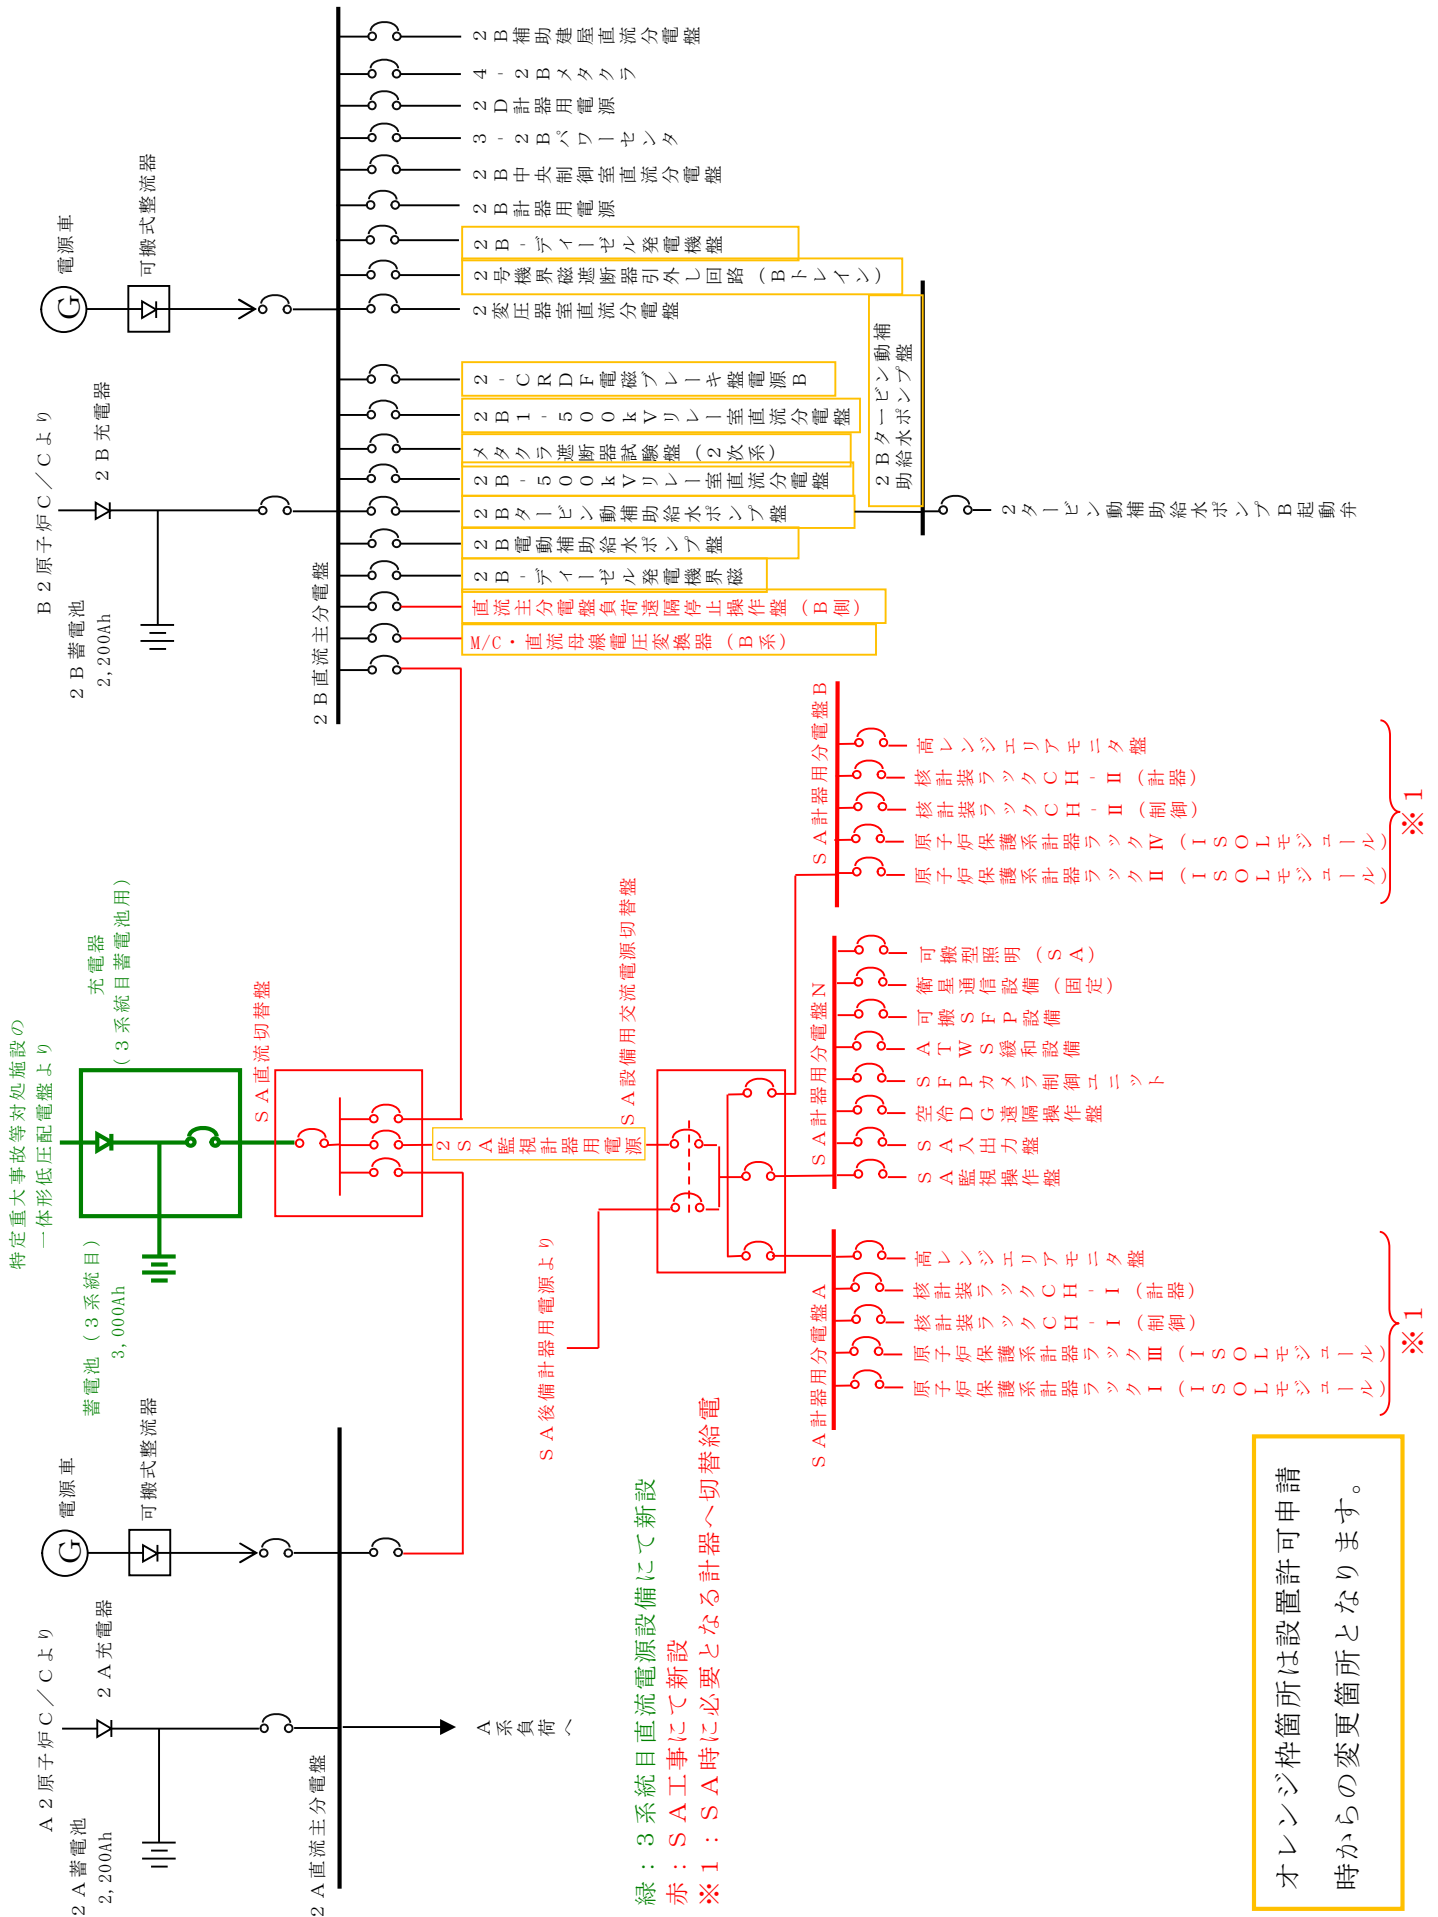 A2原子炉C/Cより
2A蓄電池
2,200Ah
2A充電器
電源車
G
可搬式整流器
2A直流主分電盤
A系負荷へ
特定重大事故等対処施設の
一体形低圧配電盤より
充電器
(3系統目蓄電池用)
蓄電池(3系統目)
3,000Ah
SA直流切替盤
2SA監視計器用電源
SA後備計器用電源より
SA設備用交流電源切替盤
B2原子炉C/Cより
2B蓄電池
2,200Ah
2B充電器
電源車
G
可搬式整流器
2B直流主分電盤
M/C・直流母線電圧変換器(B系)
直流主分電盤負荷遠隔停止操作盤(B側)
2B-ディーゼル発電機界磁
2B電動補助給水ポンプ盤
2Bタービン動補助給水ポンプ盤
2B-500kVリレー室直流分電盤
メタクラ遮断器試験盤(2次系)
2B1-500kVリレー室直流分電盤
2-CRDF電磁ブレーキ盤電源B
2変圧器室直流分電盤
2号機界磁遮断器引外し回路(Bトレイン)
2B-ディーゼル発電機盤
2B計器用電源
2B中央制御室直流分電盤
3-2Bパワーセンタ
2D計器用電源
4-2Bメタクラ
2B補助建屋直流分電盤
2Bタービン動補
助給水ポンプ盤
2タービン動補助給水ポンプB起動弁
SA計器用分電盤A
原子炉保護系計器ラックⅠ(ISOLモジュール)
原子炉保護系計器ラックⅢ(ISOLモジュール)
核計装ラックCH-Ⅰ(制御)
核計装ラックCH-Ⅰ(計器)
高レンジエリアモニタ盤
※1
SA計器用分電盤N
SA監視操作盤
SA入出力盤
空冷DG遠隔操作盤
SFPカメラ制御ユニット
ATWS緩和設備
可搬SFP設備
衛星通信設備(固定)
可搬型照明(SA)
SA計器用分電盤B
原子炉保護系計器ラックⅡ(ISOLモジュール)
原子炉保護系計器ラックⅣ(ISOLモジュール)
核計装ラックCH-Ⅱ(制御)
核計装ラックCH-Ⅱ(計器)
高レンジエリアモニタ盤
※1
緑:3系統目直流電源設備にて新設
赤:SA工事にて新設
※1:SA時に必要となる計器へ切替給電
オレンジ枠箇所は設置許可申請
時からの変更箇所となります。